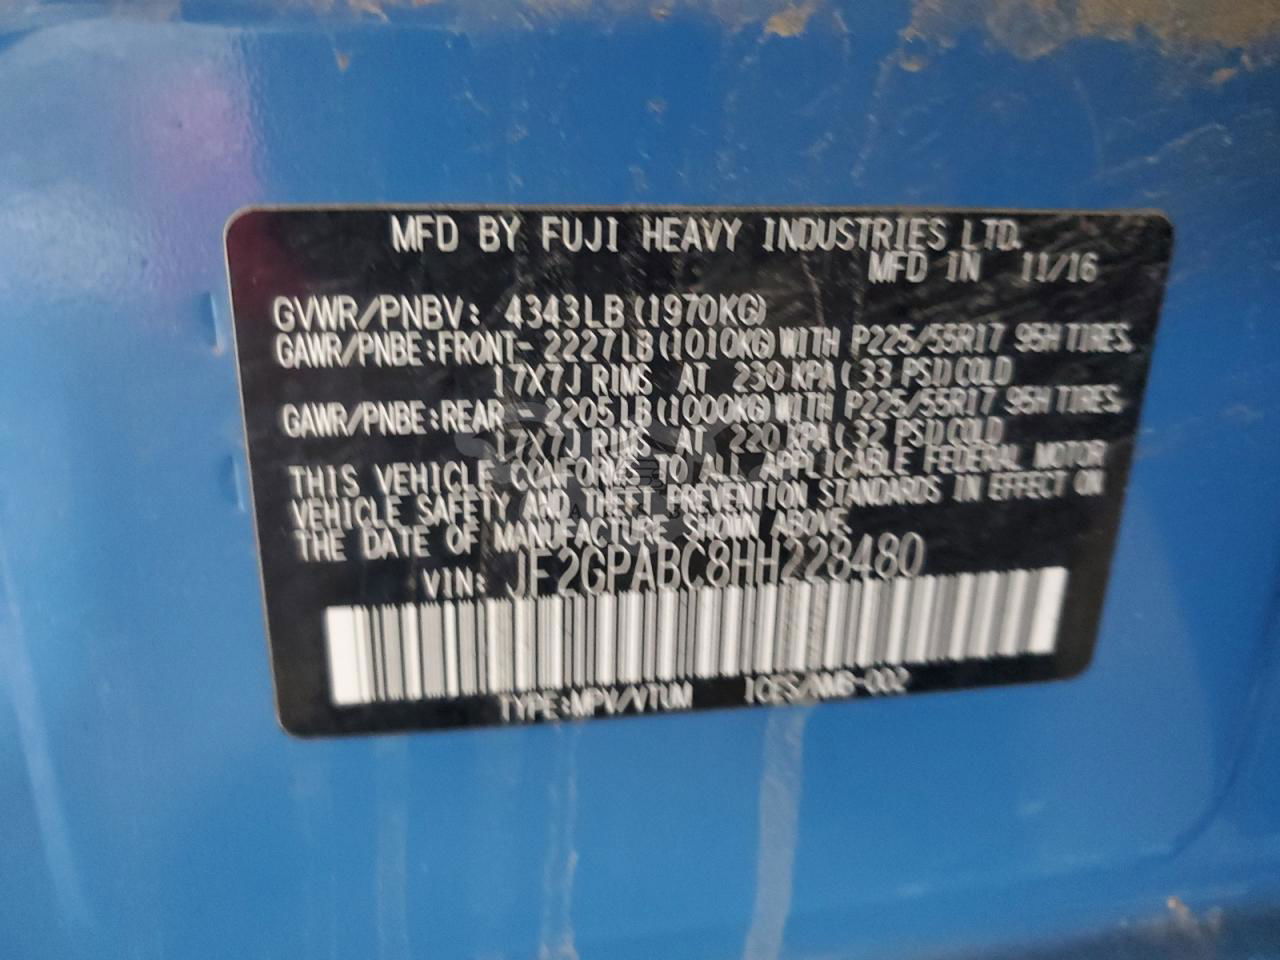 MFD BY FUJI HEAVY INDUSTRIES LTD.
MFD IN 11/16
GVWR/PNBV: 4343LB(1970KG)
GAWR/PNBE:FRONT- 2227LB(1010KG)WITH P225/55R17 95H TIRES,
17X7J RIMS AT 230 KPA( 33 PSI)COLD
GAWR/PNBE:REAR - 2205LB(1000KG)WITH P225/55R17 95H TIRES,
17X7J RIMS AT 220 KPA( 32 PSI)COLD
THIS VEHICLE CONFORMS TO ALL APPLICABLE FEDERAL MOTOR
VEHICLE SAFETY AND THEFT PREVENTION STANDARDS IN EFFECT ON
THE DATE OF MANUFACTURE SHOWN ABOVE.
VIN: JF2GPABC8HH228480
TYPE:MPV/VTUM ICES/NMB-002